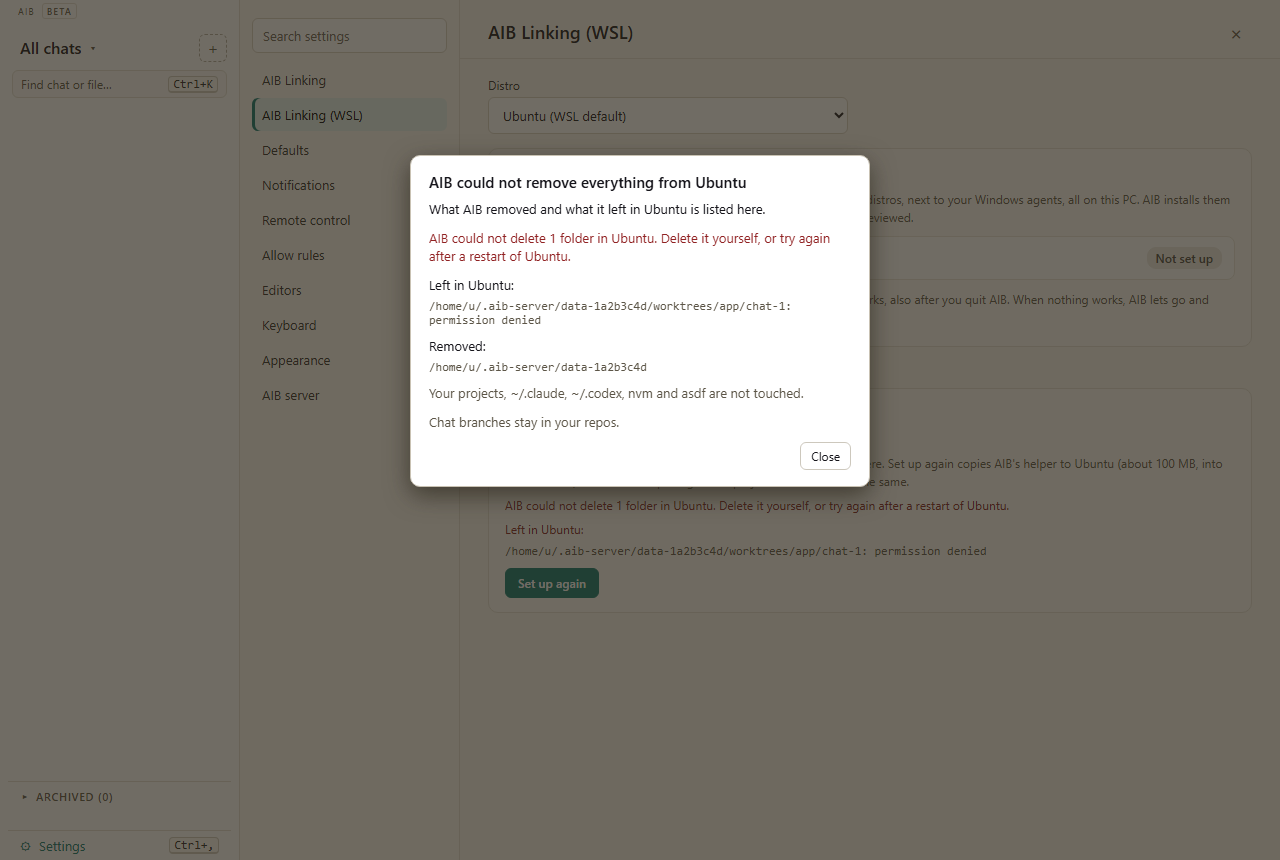 AIB BETA
All chats
+
Find chat or file... Ctrl+K
ARCHIVED (0)
Settings Ctrl+,
Search settings
AIB Linking
AIB Linking (WSL)
Defaults
Notifications
Remote control
Allow rules
Editors
Keyboard
Appearance
AIB server
AIB Linking (WSL)
×
Distro
Ubuntu (WSL default)
distros, next to your Windows agents, all on this PC. AIB installs them
Not set up
also after you quit AIB. When nothing works, AIB lets go and
AIB could not remove everything from Ubuntu
What AIB removed and what it left in Ubuntu is listed here.
AIB could not delete 1 folder in Ubuntu. Delete it yourself, or try again
after a restart of Ubuntu.
Left in Ubuntu:
/home/u/.aib-server/data-1a2b3c4d/worktrees/app/chat-1:
permission denied
Removed:
/home/u/.aib-server/data-1a2b3c4d
Your projects, ~/.claude, ~/.codex, nvm and asdf are not touched.
Chat branches stay in your repos.
Close
Set up again copies AIB's helper to Ubuntu (about 100 MB, into
same.
AIB could not delete 1 folder in Ubuntu. Delete it yourself, or try again after a restart of Ubuntu.
Left in Ubuntu:
/home/u/.aib-server/data-1a2b3c4d/worktrees/app/chat-1: permission denied
Set up again